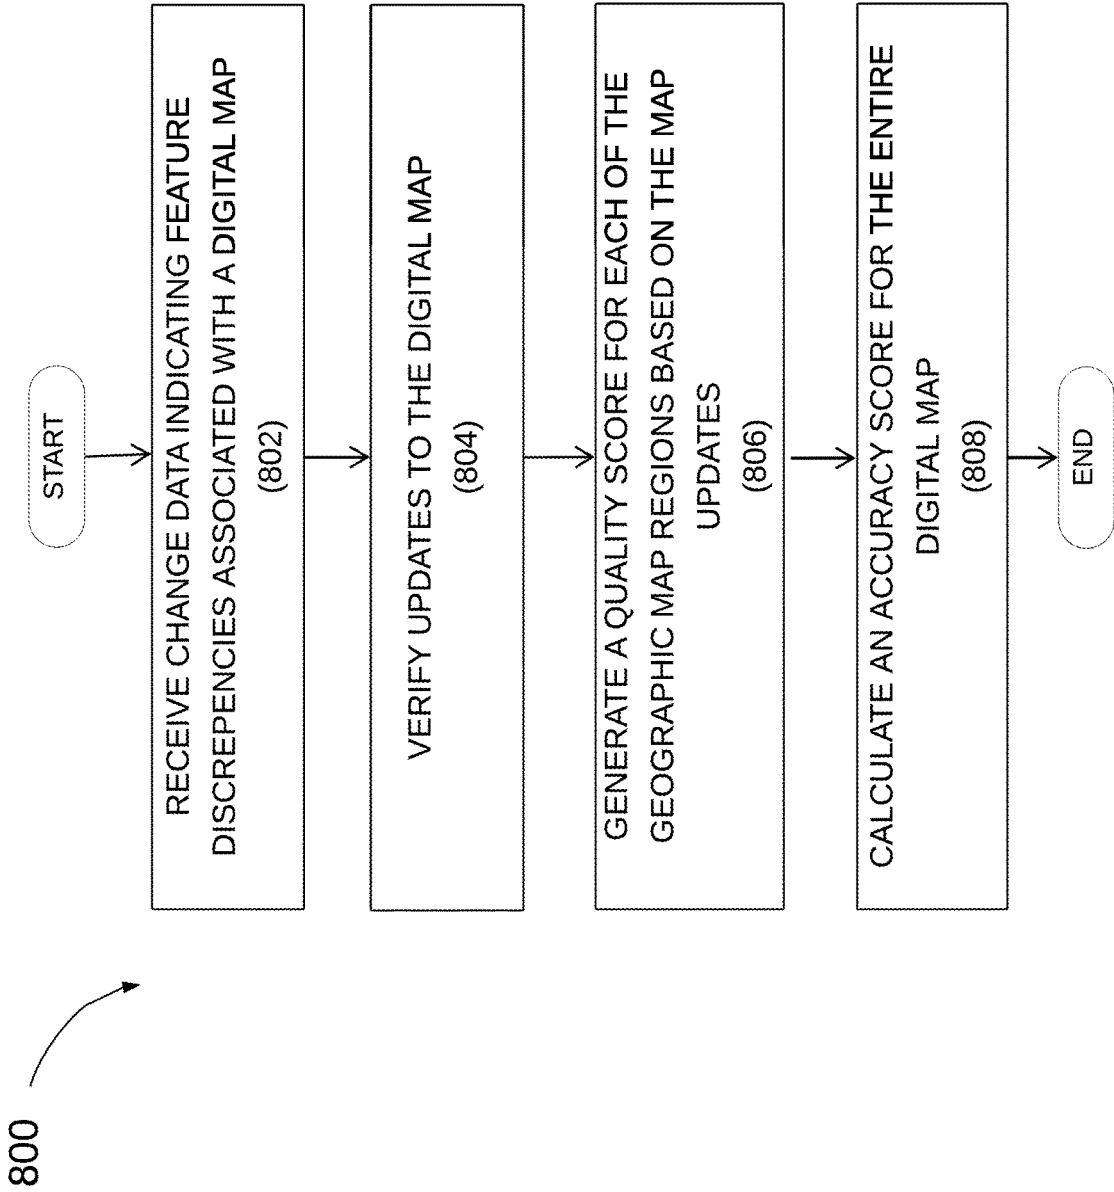 800
START
RECEIVE CHANGE DATA INDICATING FEATURE
DISCREPENCIES ASSOCIATED WITH A DIGITAL MAP
(802)
VERIFY UPDATES TO THE DIGITAL MAP
(804)
GENERATE A QUALITY SCORE FOR EACH OF THE
GEOGRAPHIC MAP REGIONS BASED ON THE MAP
UPDATES
(806)
CALCULATE AN ACCURACY SCORE FOR THE ENTIRE
DIGITAL MAP
(808)
END